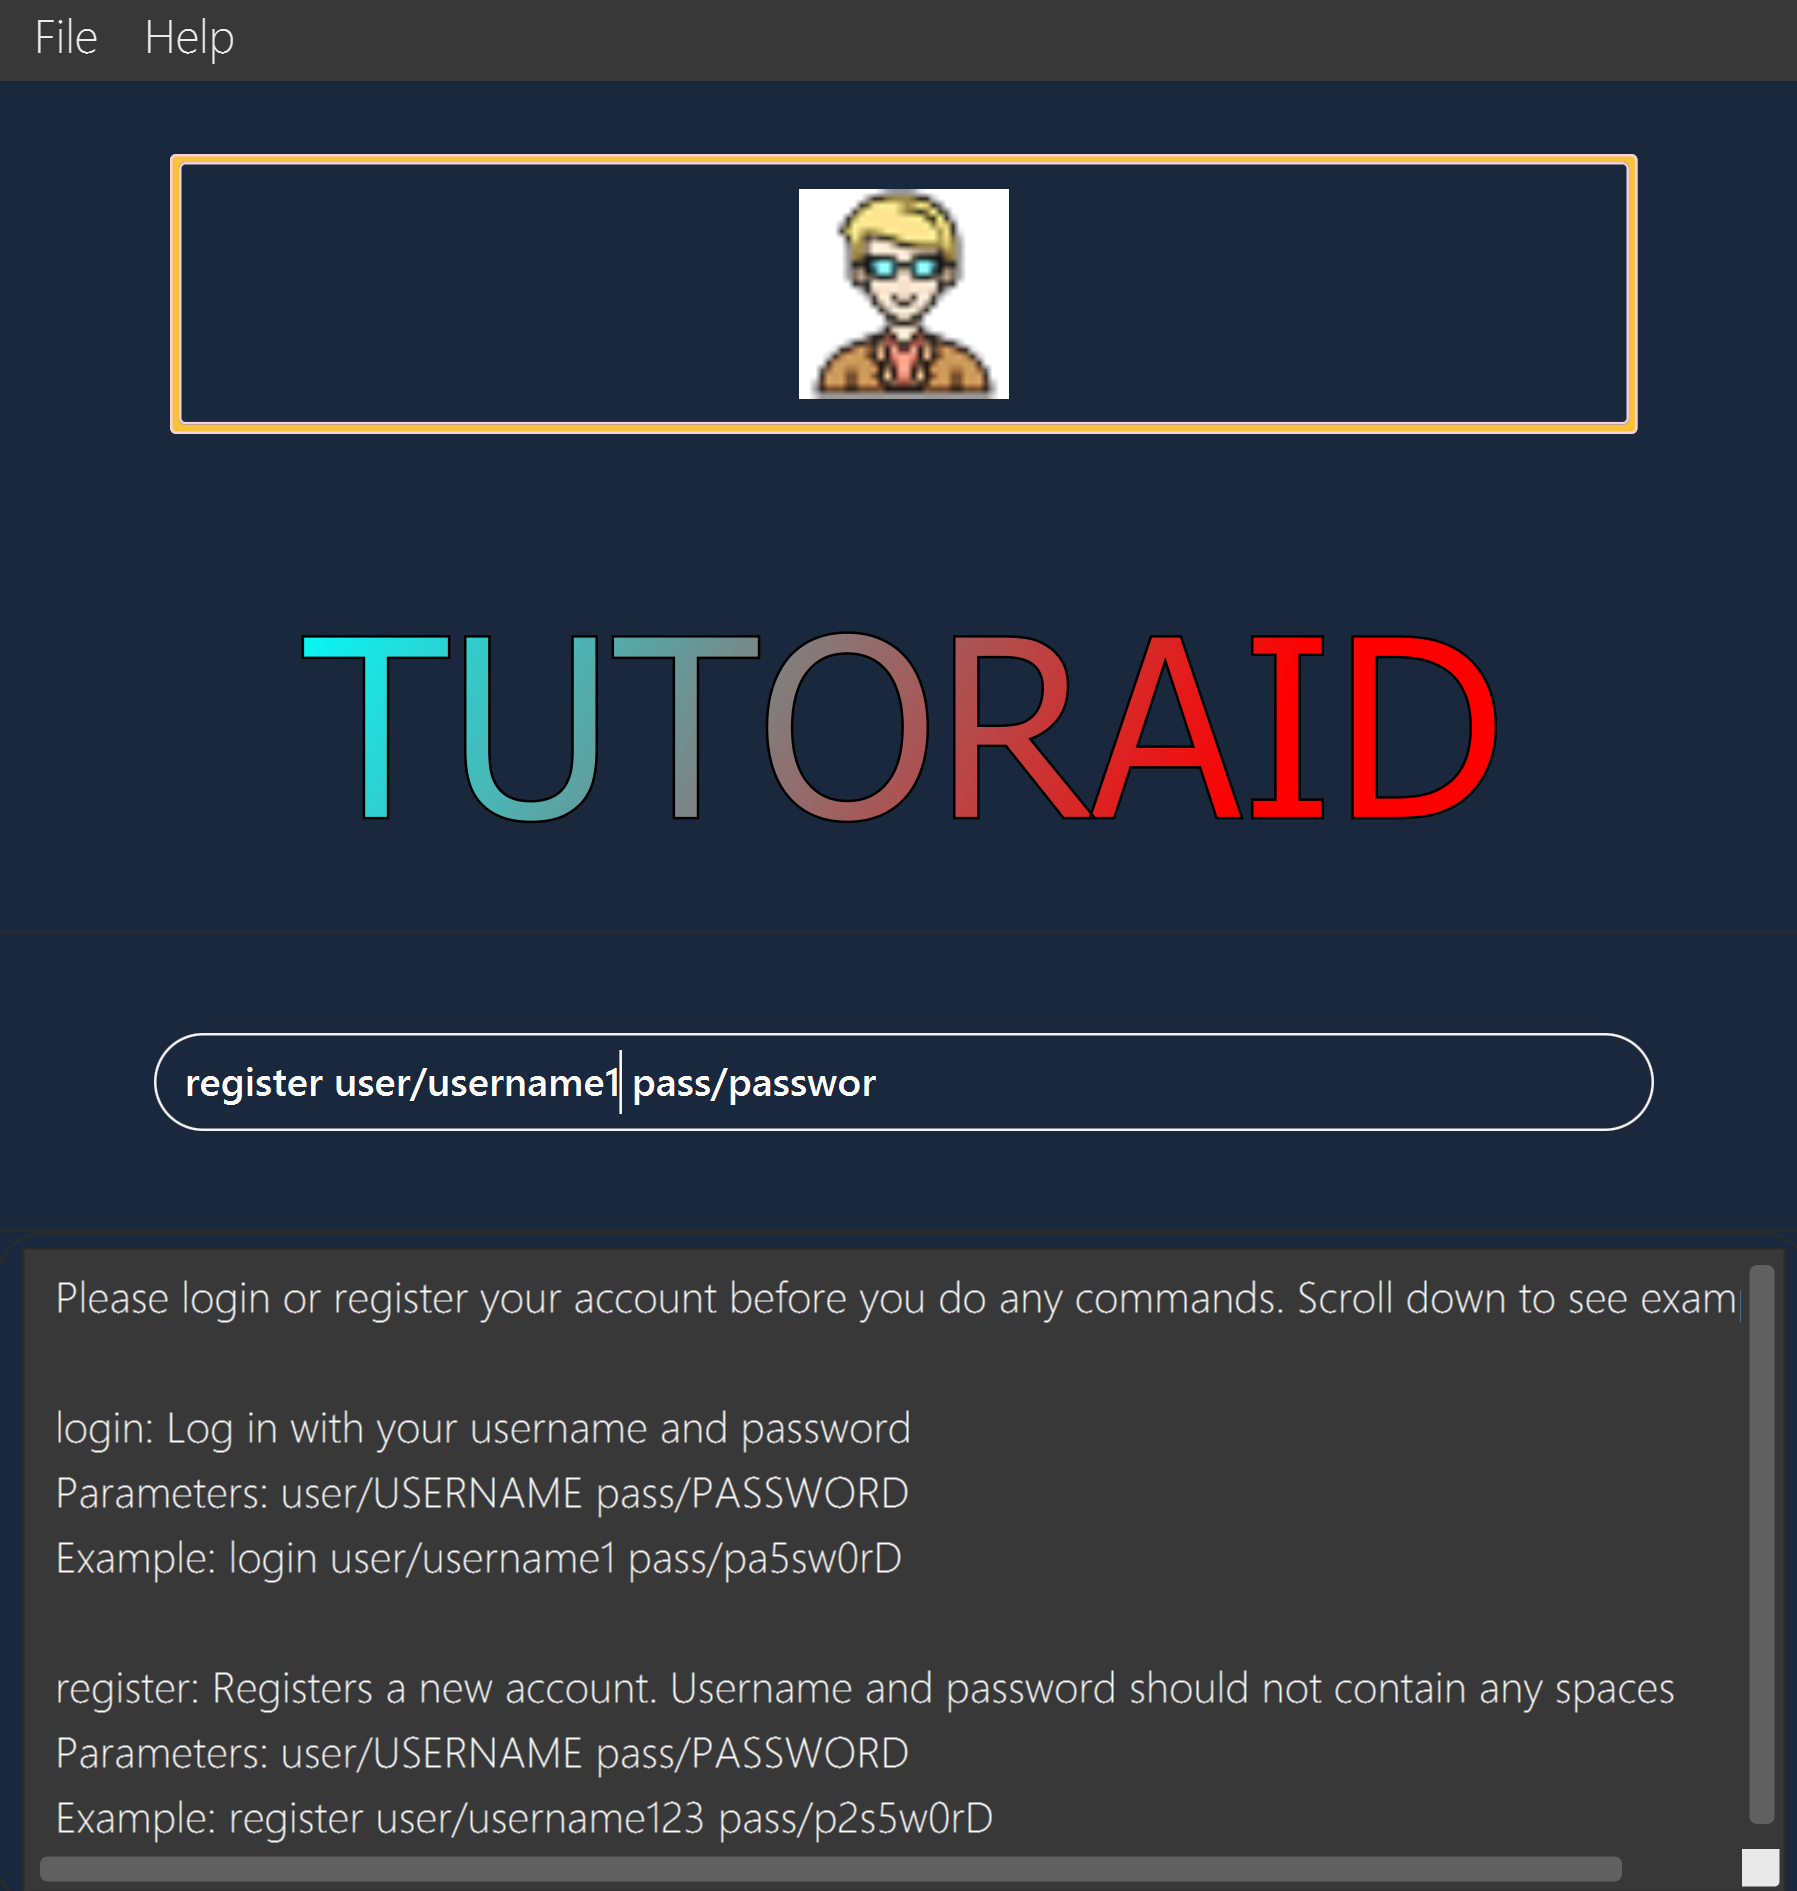 File Help
TUTORAID
register user/username1 pass/passwor
Please login or register your account before you do any commands. Scroll down to see
login: Log in with your username and password
Parameters: user/USERNAME pass/PASSWORD
Example: login user/username1 pass/pa5sw0rD
register: Registers a new account. Username and password should not contain any spaces
Parameters: user/USERNAME pass/PASSWORD
Example: register user/username123 pass/p2s5w0rD